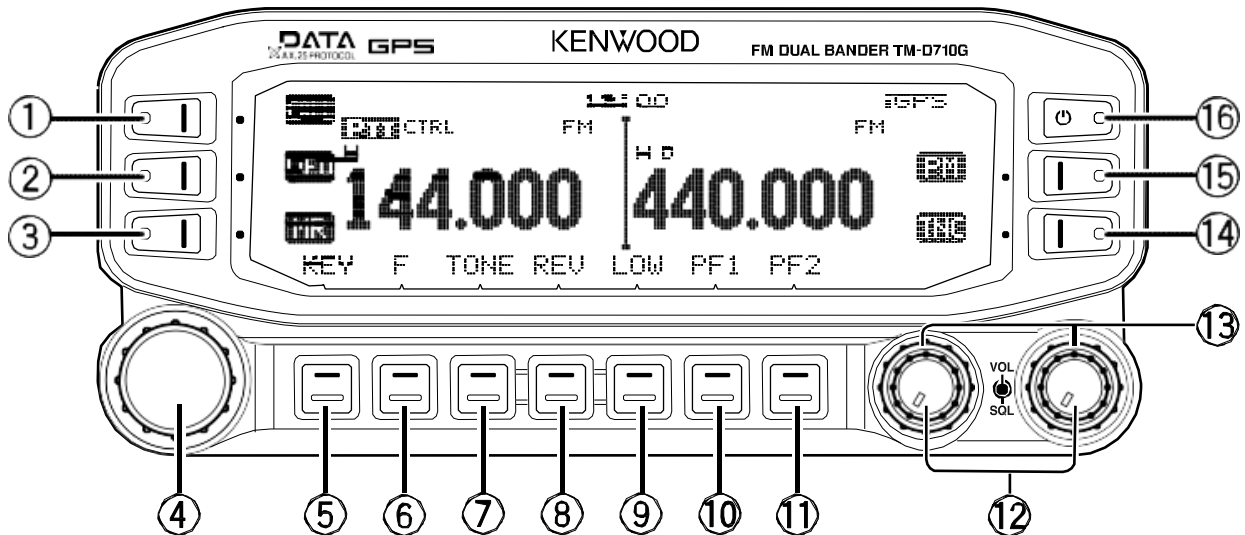 DATA GPS KENWOOD FM DUAL BANDER TM-D710G
AX.25 PROTOCOL
1 16
CTRL FM FM
H D
2 PM 15
144.000 440.000
3 14
KEY F TONE REV LOW PF1 PF2
13
VOL
SQL
4 5 6 7 8 9 10 11 12